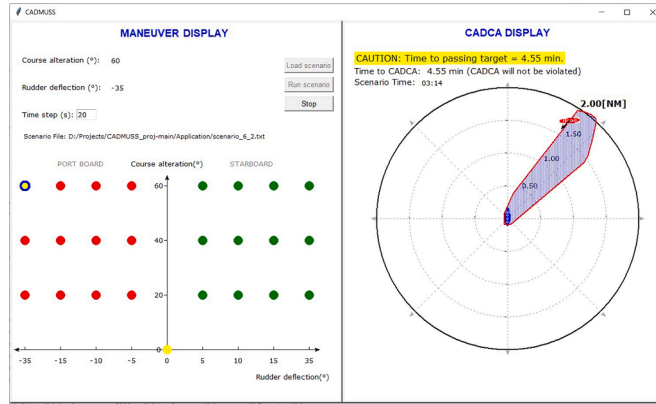 CADMUSS
MANEUVER DISPLAY
Course alteration (°): 60
Load scenario
Rudder deflection (°): -35
Run scenario
Time step (s): 20
Stop
Scenario File: D:/Projects/CADMUSS_proj-main/Application/scenario_6_2.txt
PORT BOARD Course alteration(°) STARBOARD
60
40
20
0
-35 -15 -10 -5 0 5 10 15 35
Rudder deflection(°)
CADCA DISPLAY
CAUTION: Time to passing target = 4.55 min.
Time to CADCA: 4.55 min (CADCA will not be violated)
Scenario Time: 03:14
2.00[NM]
1.50
1.00
0.50